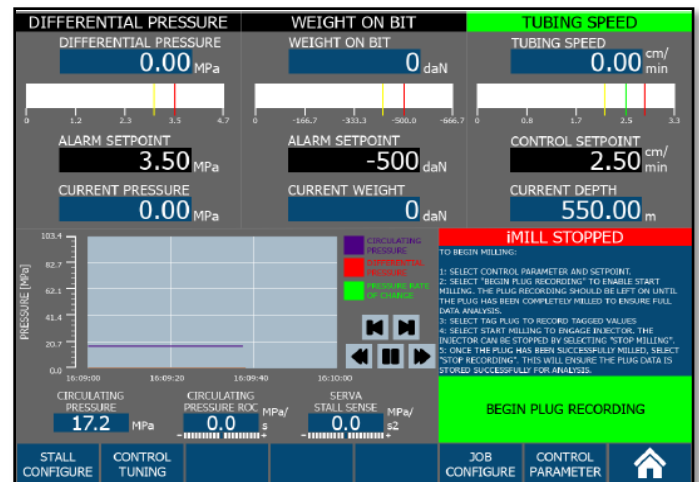 DIFFERENTIAL PRESSURE
WEIGHT ON BIT
TUBING SPEED
DIFFERENTIAL PRESSURE
0.00 MPa
0 1.2 2.3 3.5 4.7
ALARM SETPOINT
3.50 MPa
CURRENT PRESSURE
0.00 MPa
WEIGHT ON BIT
0 daN
0 -166.7 -333.3 -500.0 -666.7
ALARM SETPOINT
-500 daN
CURRENT WEIGHT
0 daN
TUBING SPEED
0.00 cm/
min
0 0.8 1.7 2.5 3.3
CONTROL SETPOINT
2.50 cm/
min
CURRENT DEPTH
550.00 m
PRESSURE [MPa]
103.4
82.7
62.1
41.4
20.7
0.0
16:09:00 16:09:20 16:09:40 16:10:00
CIRCULATING
PRESSURE
DIFFERENTIAL
PRESSURE
PRESSURE RATE
OF CHANGE
CIRCULATING
PRESSURE
17.2 MPa
CIRCULATING
PRESSURE ROC
0.0 MPa/
s
- +
SERVA
STALL SENSE
0.0 MPa/
s2
- +
iMILL STOPPED
TO BEGIN MILLING:
1: SELECT CONTROL PARAMETER AND SETPOINT.
2: SELECT "BEGIN PLUG RECORDING" TO ENABLE START
MILLING. THE PLUG RECORDING SHOULD BE LEFT ON UNTIL
THE PLUG HAS BEEN COMPLETELY MILLED TO ENSURE FULL
DATA ANALYSIS.
3: SELECT TAG PLUG TO RECORD TAGGED VALUES
4: SELECT START MILLING TO ENGAGE INJECTOR. THE
INJECTOR CAN BE STOPPED BY SELECTING "STOP MILLING".
5: ONCE THE PLUG HAS BEEN SUCCESSFULLY MILLED, SELECT
"STOP RECORDING". THIS WILL ENSURE THE PLUG DATA IS
STORED SUCCESSFULLY FOR ANALYSIS.
BEGIN PLUG RECORDING
STALL
CONFIGURE
CONTROL
TUNING
JOB
CONFIGURE
CONTROL
PARAMETER